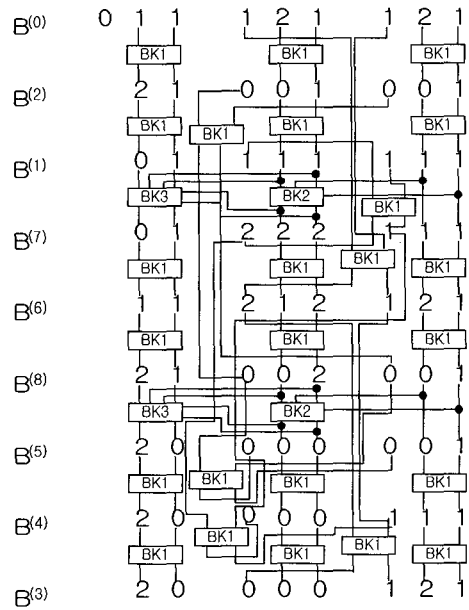 B(0) 0 1 1 1 2 1 1 2 1
BK1 BK1 BK1
B(2) 2 1 0 0 1 0 0 1
BK1 BK1 BK1 BK1
B(1) 0 1 1 1 1 1 1 1
BK3 BK2 BK1
B(7) 0 1 2 2 2 1 1 1
BK1 BK1 BK1 BK1
B(6) 1 1 2 1 2 1 2 1
BK1 BK1 BK1
B(8) 2 1 0 0 2 0 0 1
BK3 BK2
B(5) 2 0 0 0 0 0 0 1
BK1 BK1 BK1 BK1
B(4) 2 0 0 0 0 1 1 1
BK1 BK1 BK1 BK1 BK1
B(3) 2 0 0 0 0 1 2 1